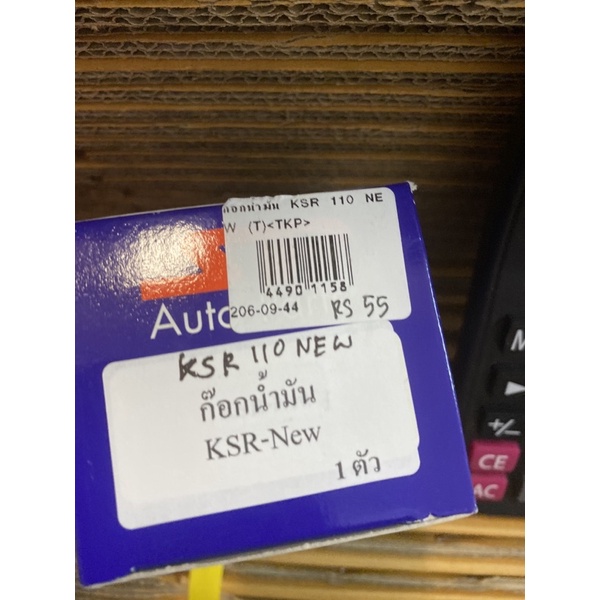 ก๊อกน้ำมัน KSR 110 NE
W (T)<TKP>
4490 1158
206-09-44 RS 55
Auto
KSR 110 NEW
ก๊อกน้ำมัน
KSR-New
1 ตัว
M
+/−
CE
AC